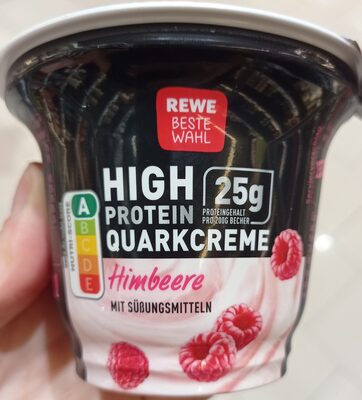 REWE
BESTE
WAHL
HIGH
PROTEIN
25g
PROTEINGEHALT
PRO 200G BECHER
QUARKCREME
Himbeere
MIT SÜßUNGSMITTELN
NUTRI-SCORE
A
B
C
D
E